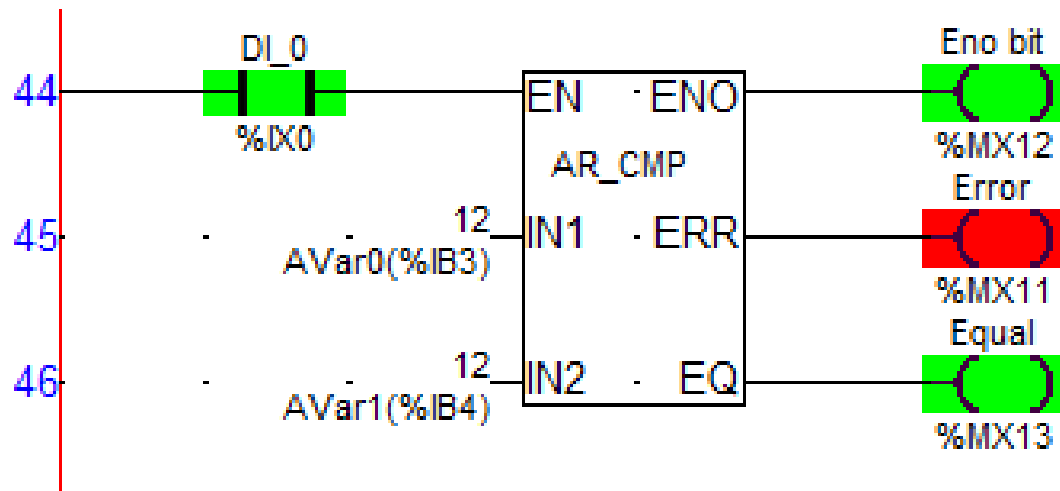 DI_0
Eno bit
44
EN
ENO
%IX0
%MX12
AR_CMP
Error
12
45
IN1
ERR
AVar0(%IB3)
%MX11
Equal
12
46
IN2
EQ
AVar1(%IB4)
%MX13